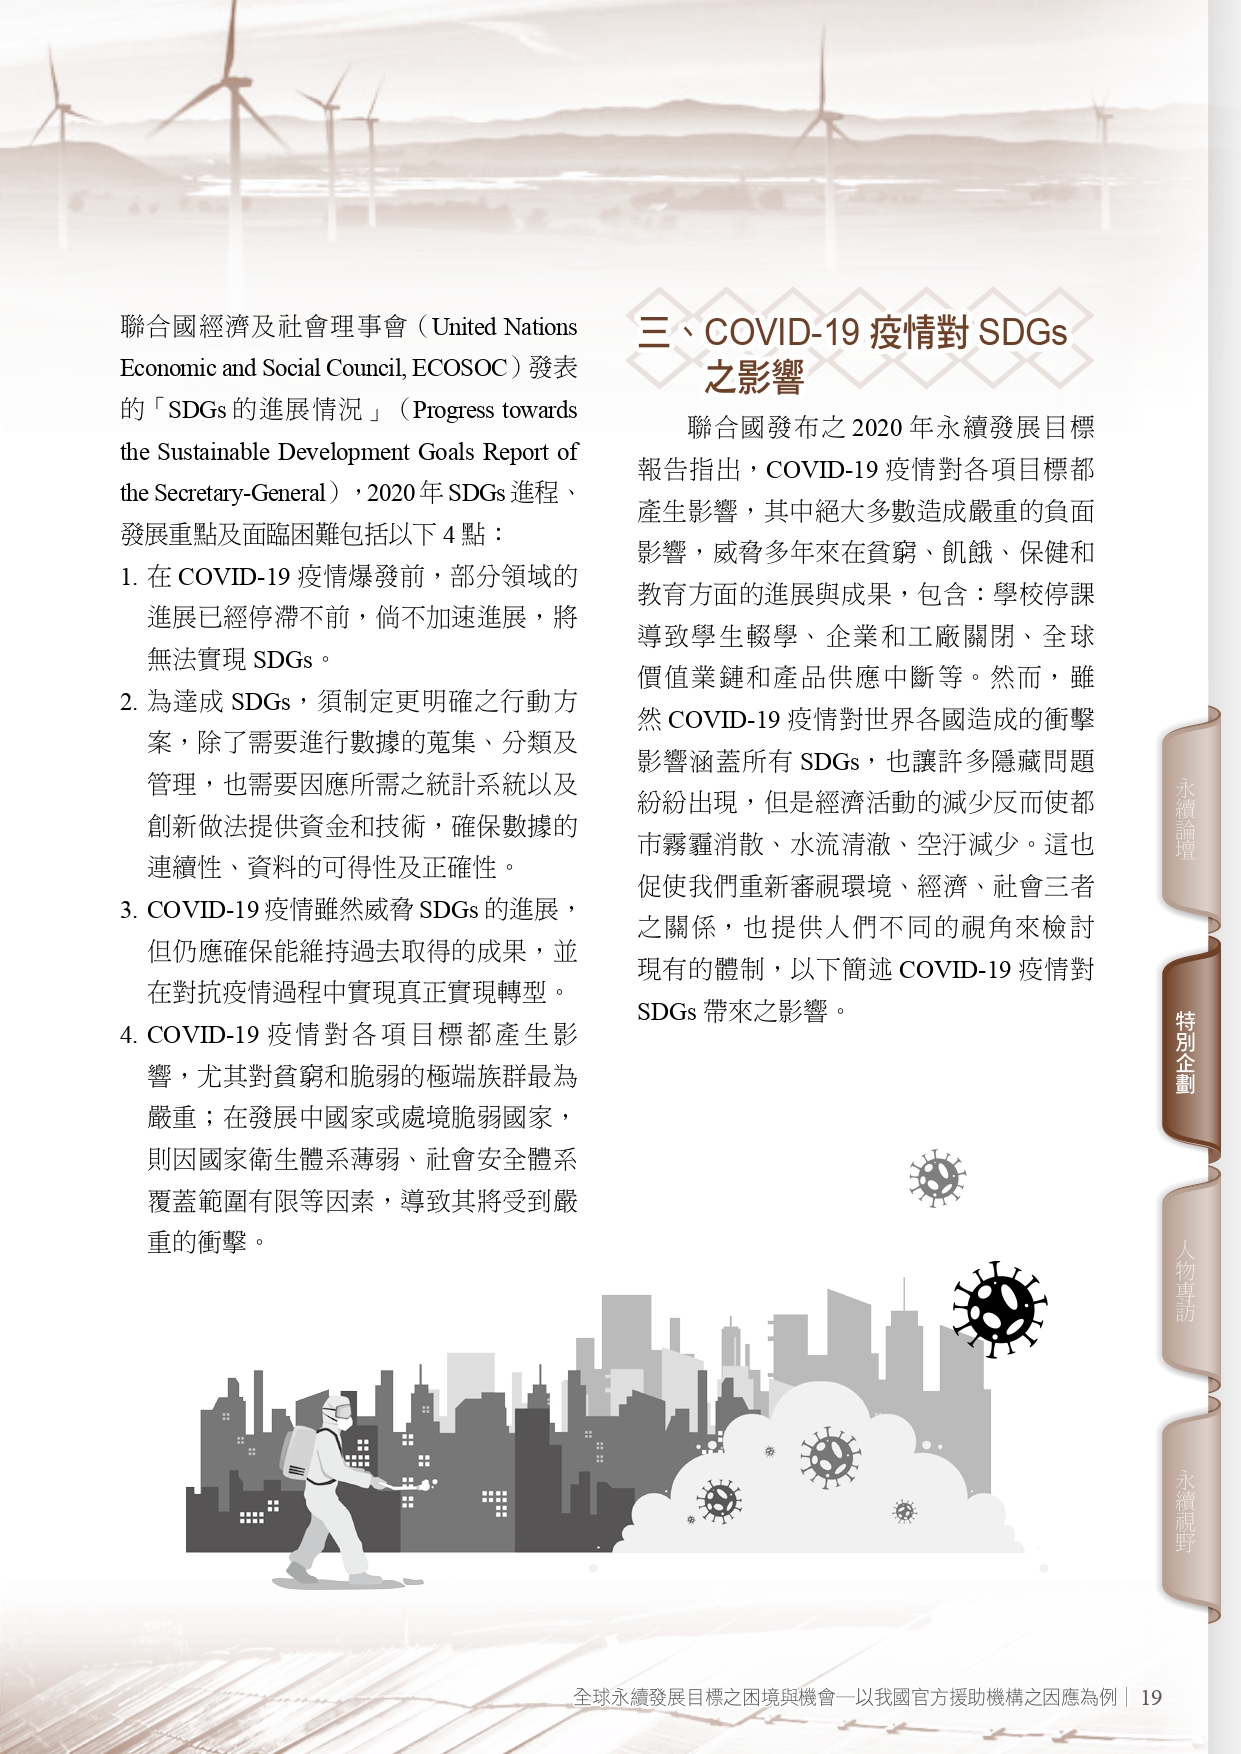 聯合國經濟及社會理事會（United Nations
Economic and Social Council, ECOSOC）發表
的「SDGs 的進展情況」（Progress towards
the Sustainable Development Goals Report of
the Secretary-General），2020 年 SDGs 進程、
發展重點及面臨困難包括以下 4 點：
1. 在 COVID-19 疫情爆發前，部分領域的
進展已經停滯不前，倘不加速進展，將
無法實現 SDGs。
2. 為達成 SDGs，須制定更明確之行動方
案，除了需要進行數據的蒐集、分類及
管理，也需要因應所需之統計系統以及
創新做法提供資金和技術，確保數據的
連續性、資料的可得性及正確性。
3. COVID-19 疫情雖然威脅 SDGs 的進展，
但仍應確保能維持過去取得的成果，並
在對抗疫情過程中實現真正實現轉型。
4. COVID-19 疫情對各項目標都產生影
響，尤其對貧窮和脆弱的極端族群最為
嚴重；在發展中國家或處境脆弱國家，
則因國家衛生體系薄弱、社會安全體系
覆蓋範圍有限等因素，導致其將受到嚴
重的衝擊。
三、COVID-19 疫情對 SDGs
之影響
聯合國發布之 2020 年永續發展目標
報告指出，COVID-19 疫情對各項目標都
產生影響，其中絕大多數造成嚴重的負面
影響，威脅多年來在貧窮、飢餓、保健和
教育方面的進展與成果，包含：學校停課
導致學生輟學、企業和工廠關閉、全球
價值業鏈和產品供應中斷等。然而，雖
然 COVID-19 疫情對世界各國造成的衝擊
影響涵蓋所有 SDGs，也讓許多隱藏問題
紛紛出現，但是經濟活動的減少反而使都
市霧霾消散、水流清澈、空汙減少。這也
促使我們重新審視環境、經濟、社會三者
之關係，也提供人們不同的視角來檢討
現有的體制，以下簡述 COVID-19 疫情對
SDGs 帶來之影響。
永續論壇
特別企劃
人物專訪
永續視野
全球永續發展目標之困境與機會─以我國官方援助機構之因應為例｜ 19